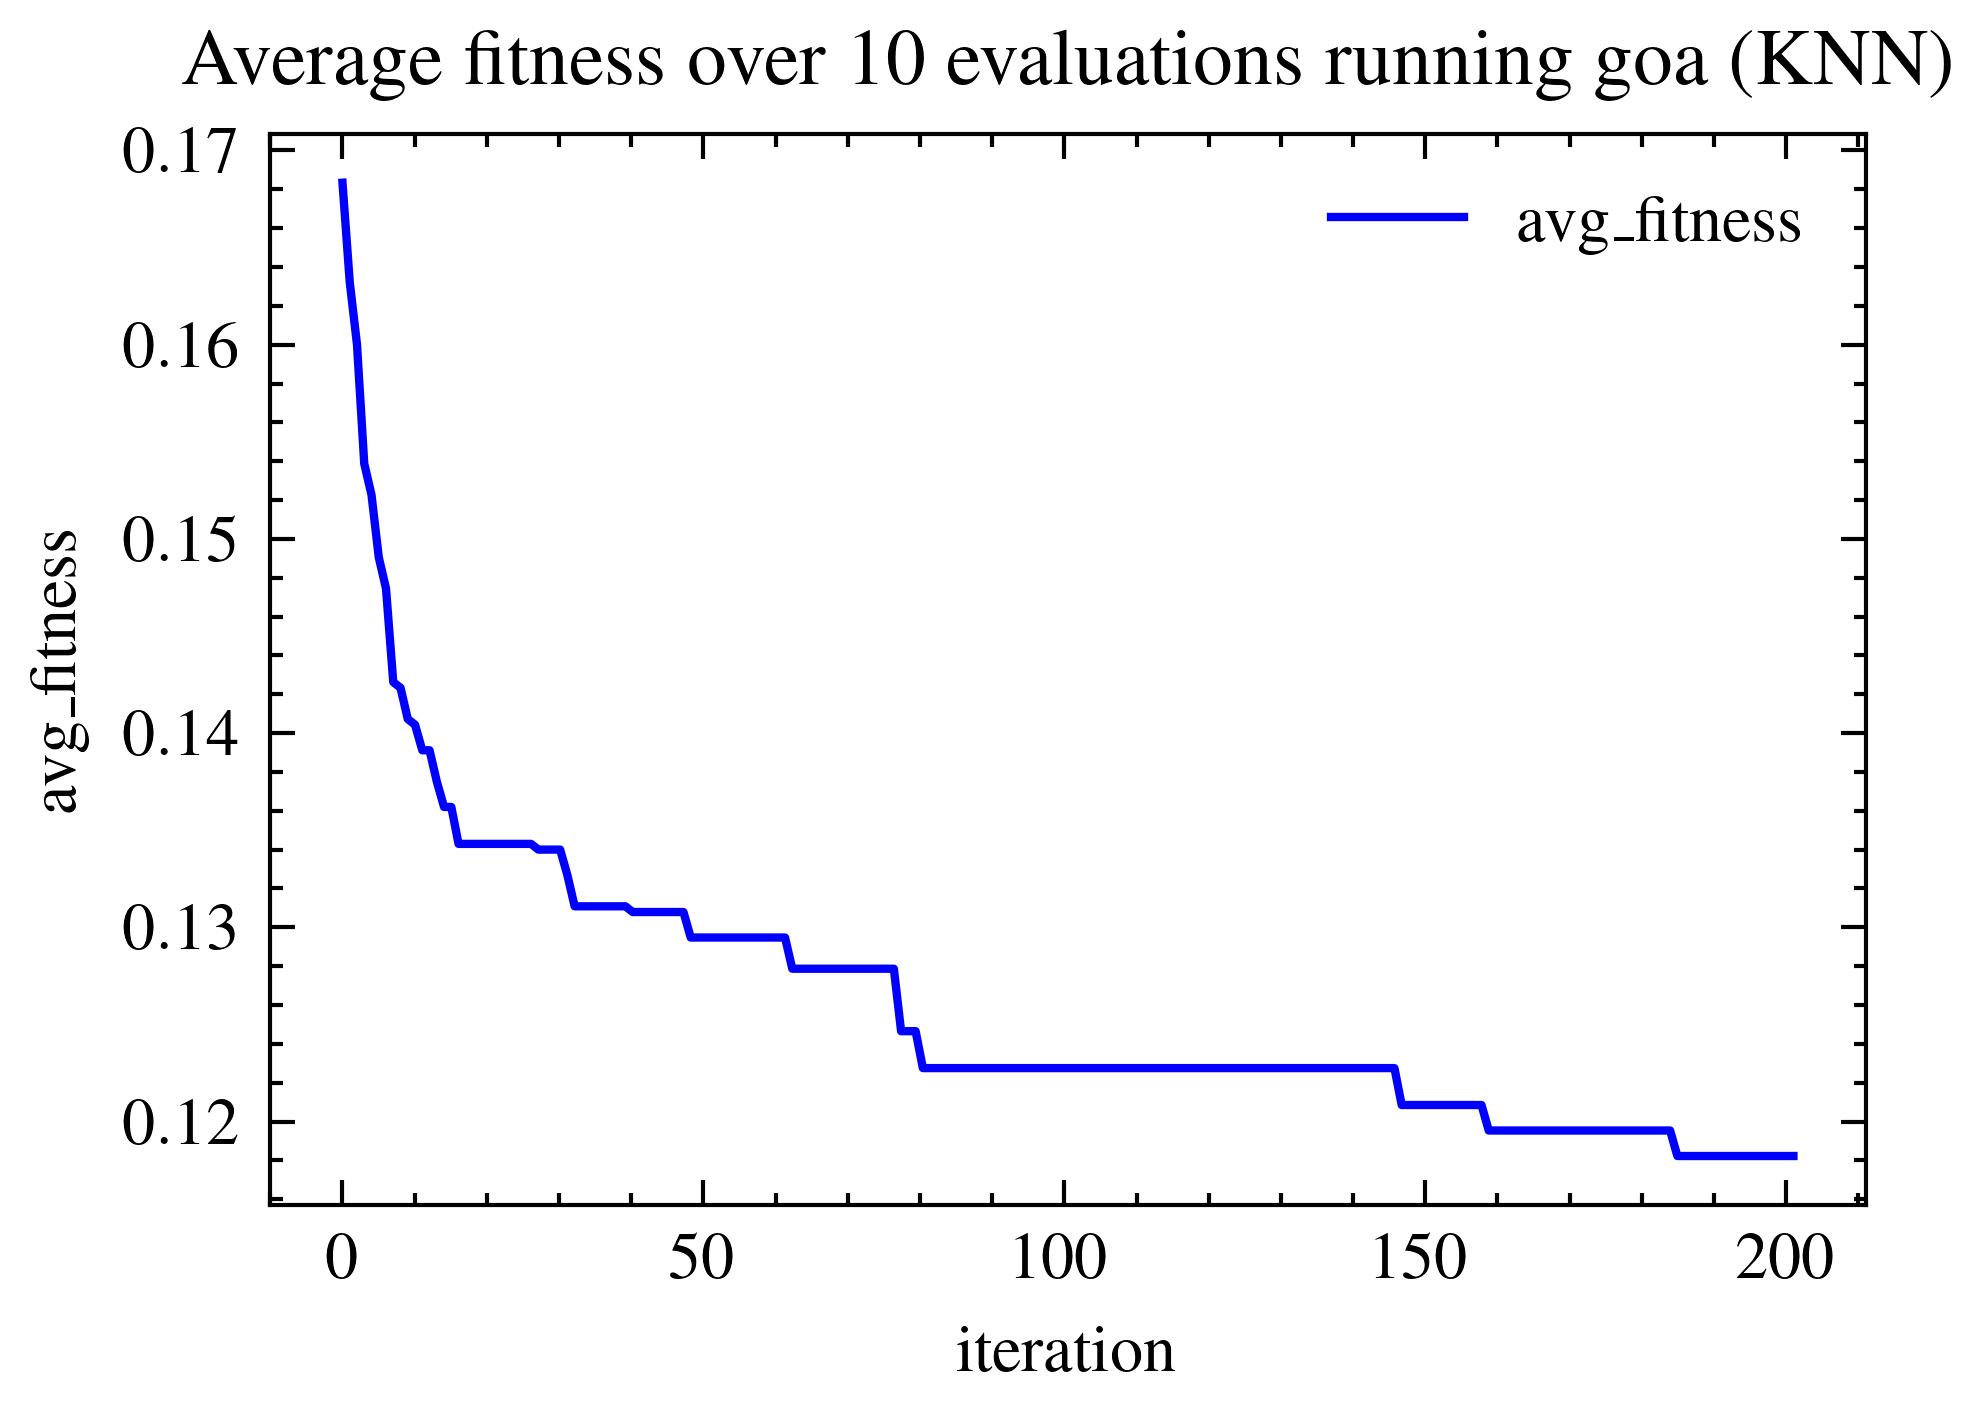 Average fitness over 10 evaluations running goa (KNN)
avg_fitness
0.17
0.16
0.15
0.14
0.13
0.12
avg_fitness
0 50 100 150 200
iteration